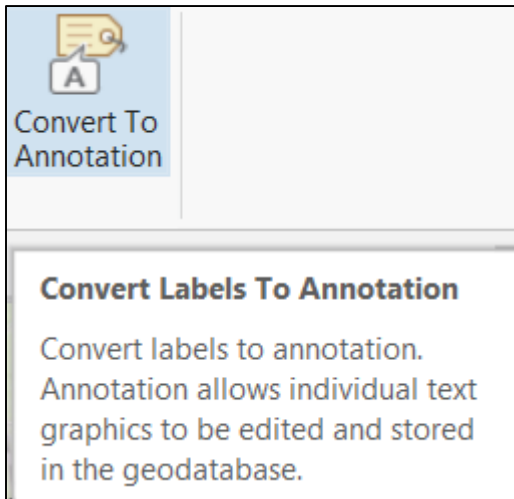 A
Convert To
Annotation
Convert Labels To Annotation
Convert labels to annotation.
Annotation allows individual text
graphics to be edited and stored
in the geodatabase.